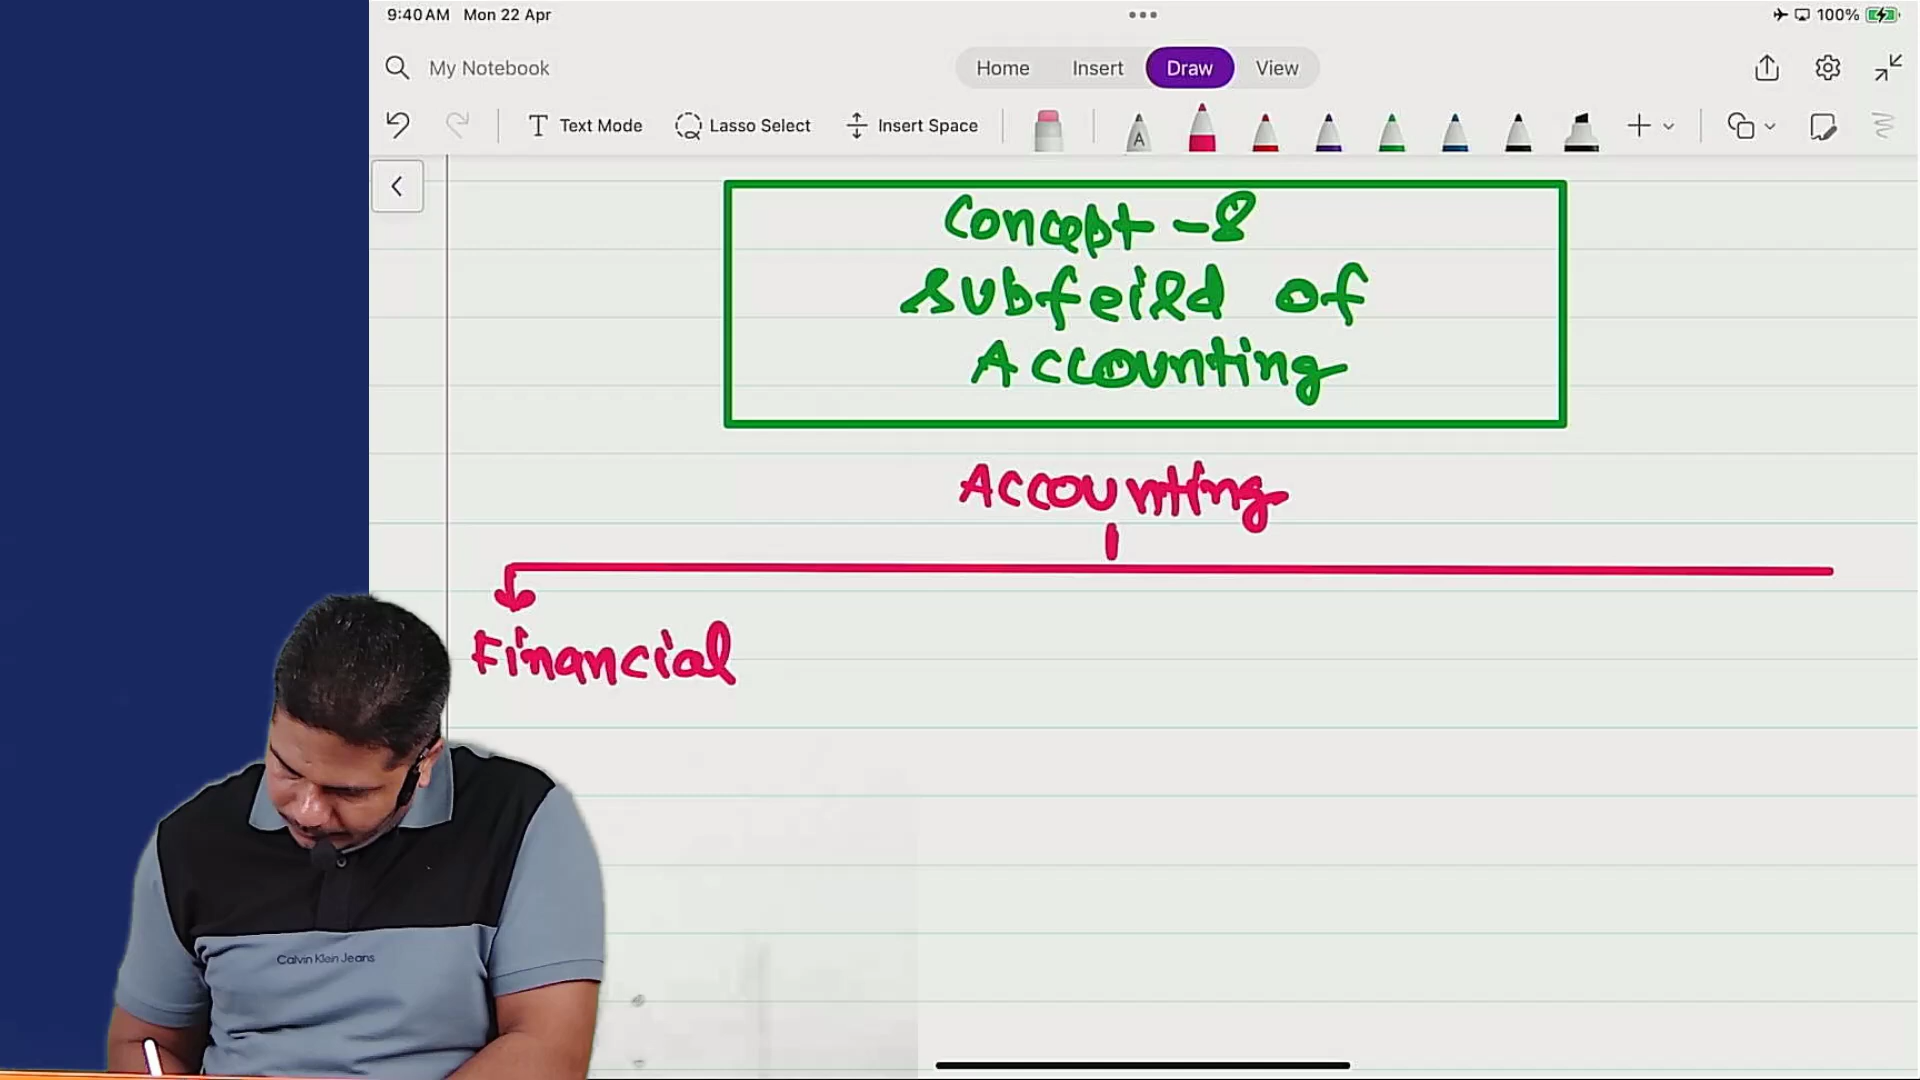 9:40 AM Mon 22 Apr
100%
My Notebook
Home Insert Draw View
Text Mode Lasso Select Insert Space
A
Concept - 8
Subfeild of
Accounting
Accounting
Financial
Calvin Klein Jeans